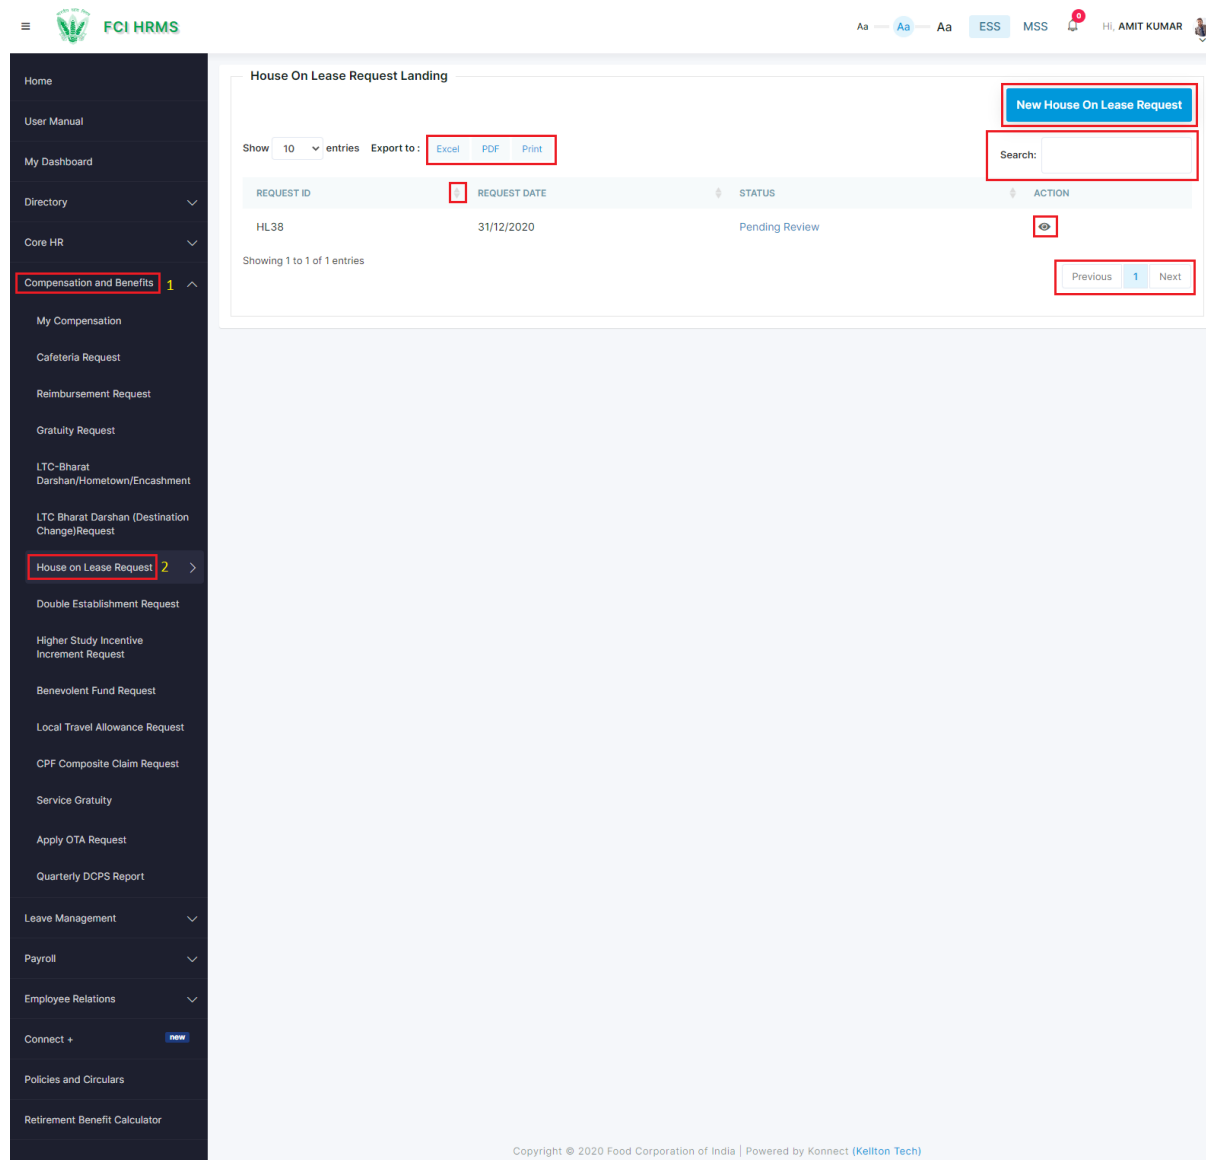 FCI HRMS
Aa Aa Aa ESS MSS 0 Hi, AMIT KUMAR
Home
User Manual
My Dashboard
Directory
Core HR
Compensation and Benefits 1
My Compensation
Cafeteria Request
Reimbursement Request
Gratuity Request
LTC-Bharat
Darshan/Hometown/Encashment
LTC Bharat Darshan (Destination
Change)Request
House on Lease Request 2
Double Establishment Request
Higher Study Incentive
Increment Request
Benevolent Fund Request
Local Travel Allowance Request
CPF Composite Claim Request
Service Gratuity
Apply OTA Request
Quarterly DCPS Report
Leave Management
Payroll
Employee Relations
Connect + new
Policies and Circulars
Retirement Benefit Calculator
House On Lease Request Landing
New House On Lease Request
Show 10 entries Export to : Excel PDF Print
Search:
REQUEST ID REQUEST DATE STATUS ACTION
HL38 31/12/2020 Pending Review
Showing 1 to 1 of 1 entries
Previous 1 Next
Copyright © 2020 Food Corporation of India | Powered by Konnect (Kellton Tech)